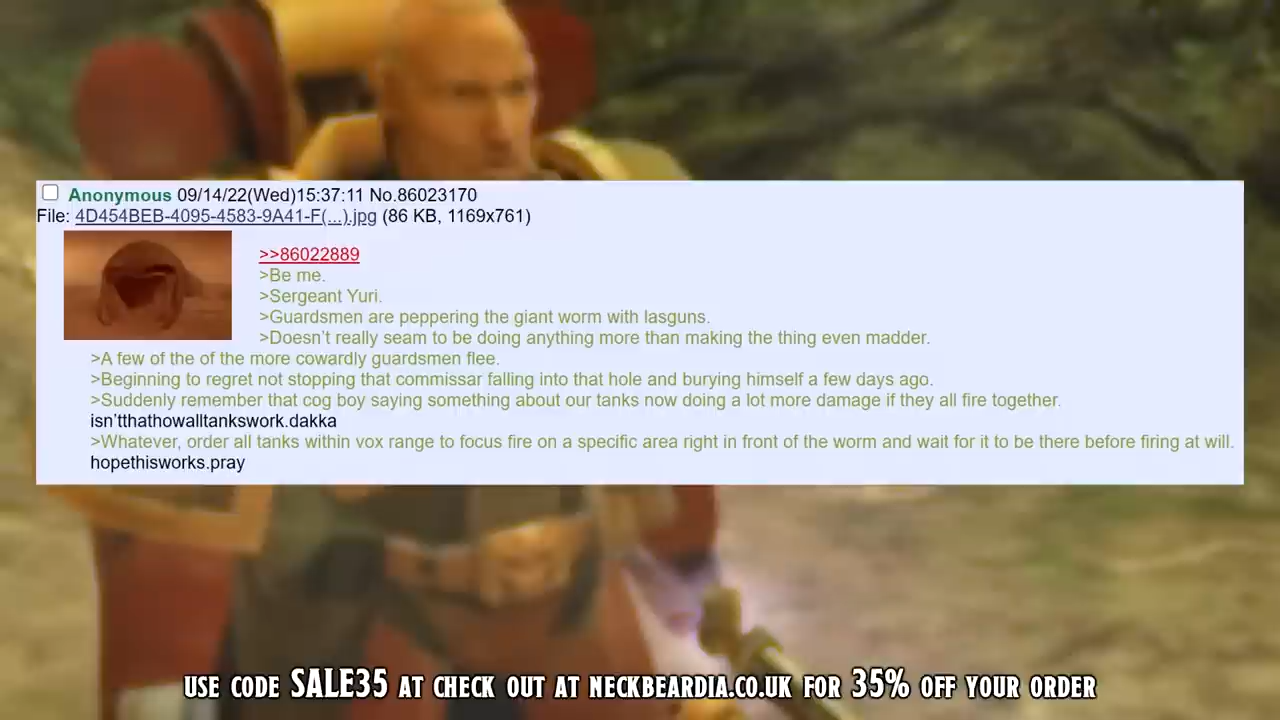 Anonymous 09/14/22(Wed)15:37:11 No.86023170
File: 4D454BEB-4095-4583-9A41-F(...).jpg (86 KB, 1169x761)
>>86022889
>Be me.
>Sergeant Yuri.
>Guardsmen are peppering the giant worm with lasguns.
>Doesn't really seam to be doing anything more than making the thing even madder.
>A few of the of the more cowardly guardsmen flee.
>Beginning to regret not stopping that commissar falling into that hole and burying himself a few days ago.
>Suddenly remember that cog boy saying something about our tanks now doing a lot more damage if they all fire together.
isn'tthathowalltankswork.dakka
>Whatever, order all tanks within vox range to focus fire on a specific area right in front of the worm and wait for it to be there before firing at will.
hopethisworks.pray
USE CODE SALE35 AT CHECK OUT AT NECKBEARDIA.CO.UK FOR 35% OFF YOUR ORDER